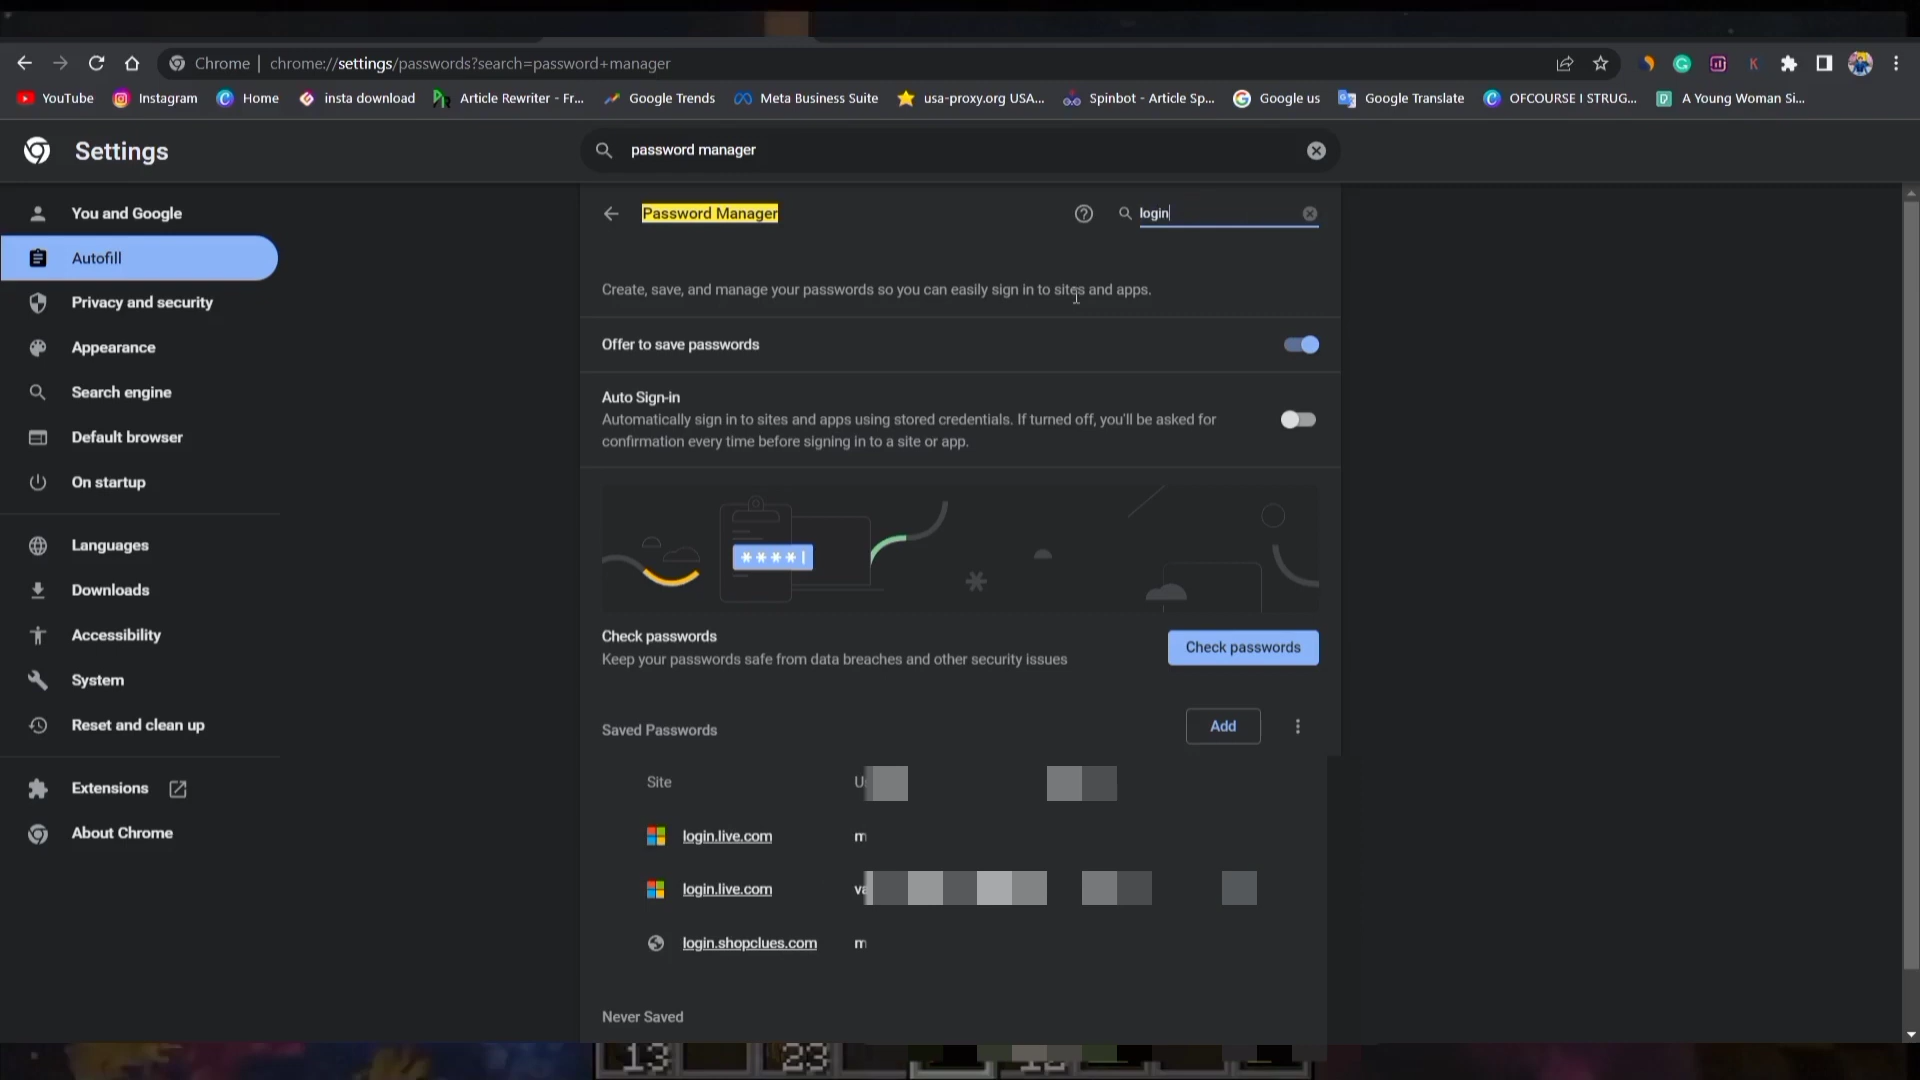 Chrome | chrome://settings/passwords?search=password+manager
YouTube Instagram Home insta download Article Rewriter - Fr... Google Trends Meta Business Suite usa-proxy.org USA... Spinbot - Article Sp... Google us Google Translate OFCOURSE I STRUG... A Young Woman Si...
Settings
password manager
You and Google
Autofill
Privacy and security
Appearance
Search engine
Default browser
On startup
Languages
Downloads
Accessibility
System
Reset and clean up
Extensions
About Chrome
Password Manager
login
Create, save, and manage your passwords so you can easily sign in to sites and apps.
Offer to save passwords
Auto Sign-in
Automatically sign in to sites and apps using stored credentials. If turned off, you'll be asked for
confirmation every time before signing in to a site or app.
****|
Check passwords
Keep your passwords safe from data breaches and other security issues
Check passwords
Saved Passwords
Add
Site
login.live.com m
login.live.com va
login.shopclues.com m
Never Saved
13 23